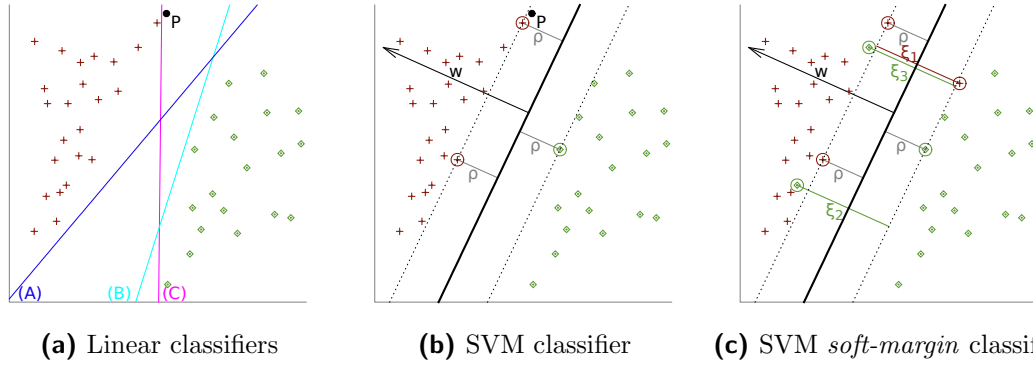 P
(A)
(B)
(C)
(a) Linear classifiers
P
ρ
w
ρ
ρ
(b) SVM classifier
ρ
ξ1
ξ3
w
ρ
ρ
ξ2
(c) SVM soft-margin classif